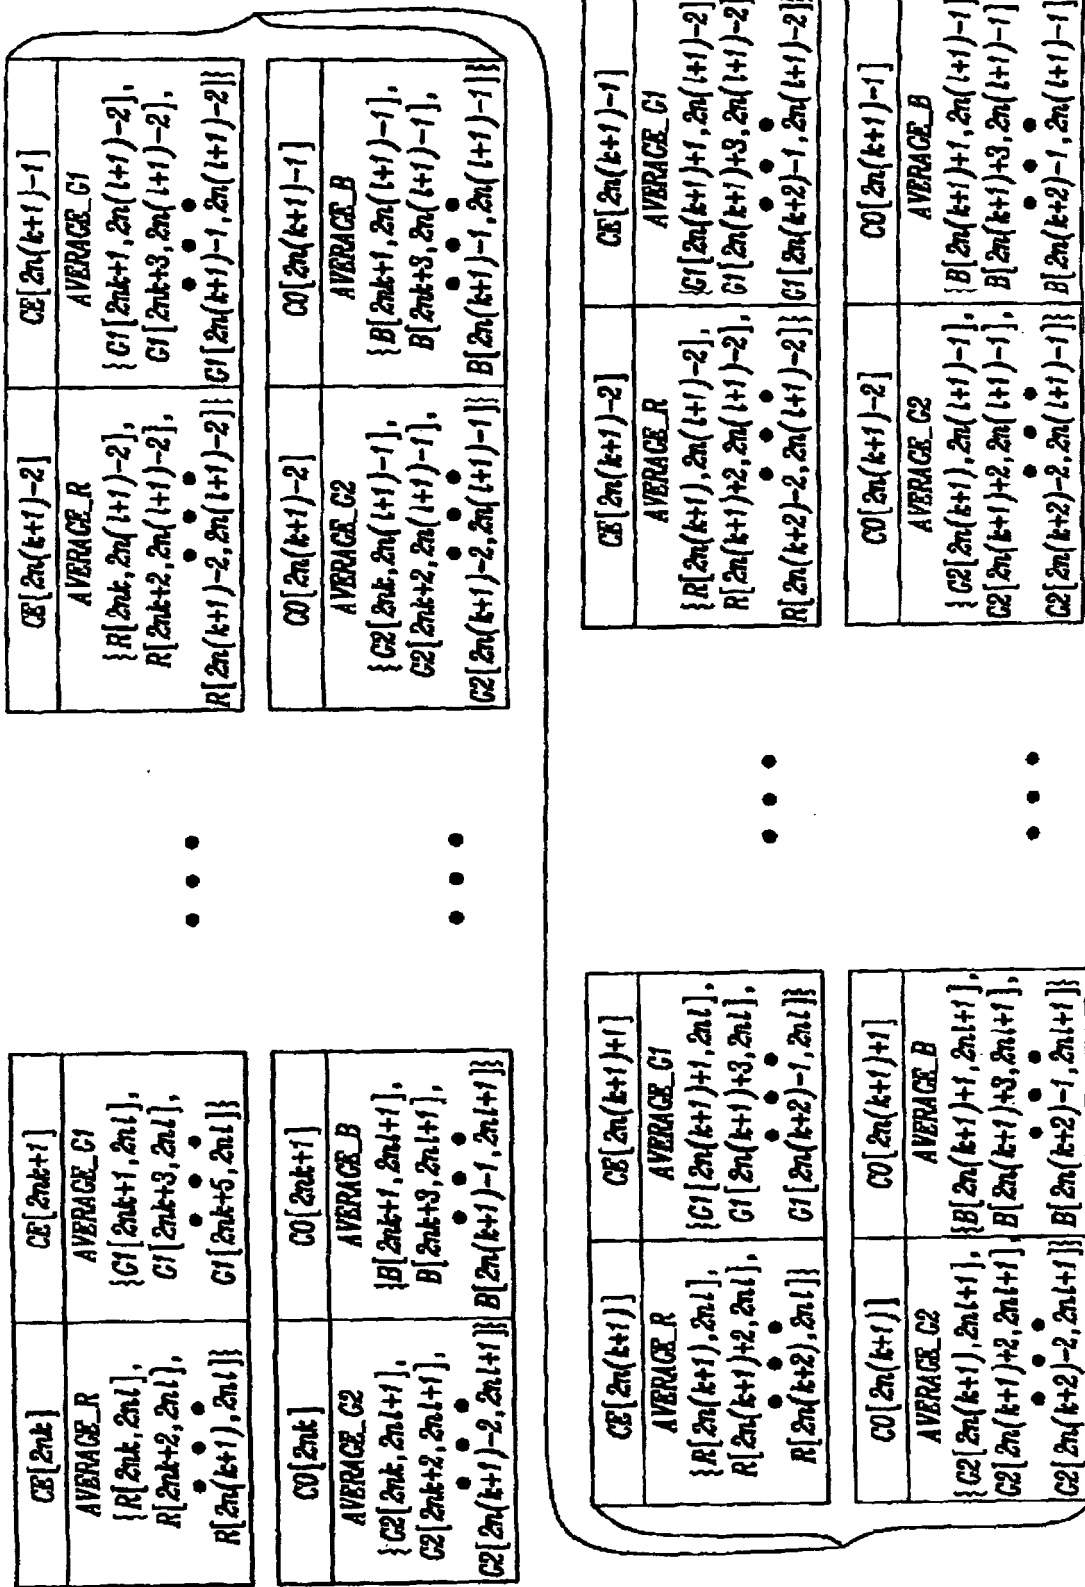 CE[2nk]
AVERAGE_R
{R[2nk,2nl],
R[2nk+2,2nl],
• • •
R[2n(k+1),2nl]}
CE[2nk+1]
AVERAGE_G1
{G1[2nk+1,2nl],
G1[2nk+3,2nl],
• • •
G1[2nk+5,2nl]}
• • •
CE[2n(k+1)-2]
AVERAGE_R
{R[2nk,2n(l+1)-2],
R[2nk+2,2n(l+1)-2],
• • •
R[2n(k+1)-2,2n(l+1)-2]}
CE[2n(k+1)-1]
AVERAGE_G1
{G1[2nk+1,2n(l+1)-2],
G1[2nk+3,2n(l+1)-2],
• • •
G1[2n(k+1)-1,2n(l+1)-2]}
CO[2nk]
AVERAGE_G2
{G2[2nk,2nl+1],
G2[2nk+2,2nl+1],
• • •
G2[2n(k+1)-2,2nl+1]}
CO[2nk+1]
AVERAGE_B
{B[2nk+1,2nl+1],
B[2nk+3,2nl+1],
• • •
B[2n(k+1)-1,2nl+1]}
• • •
CO[2n(k+1)-2]
AVERAGE_G2
{G2[2nk,2n(l+1)-1],
G2[2nk+2,2n(l+1)-1],
• • •
G2[2n(k+1)-2,2n(l+1)-1]}
CO[2n(k+1)-1]
AVERAGE_B
{B[2nk+1,2n(l+1)-1],
B[2nk+3,2n(l+1)-1],
• • •
B[2n(k+1)-1,2n(l+1)-1]}
CE[2n(k+1)]
AVERAGE_R
{R[2n(k+1),2nl],
R[2n(k+1)+2,2nl],
• • •
R[2n(k+2),2nl]}
CE[2n(k+1)+1]
AVERAGE_G1
{G1[2n(k+1)+1,2nl],
G1[2n(k+1)+3,2nl],
• • •
G1[2n(k+2)-1,2nl]}
• • •
CE[2n(k+1)-2]
AVERAGE_R
{R[2n(k+1),2n(l+1)-2],
R[2n(k+1)+2,2n(l+1)-2],
• • •
R[2n(k+2)-2,2n(l+1)-2]}
CE[2n(k+1)-1]
AVERAGE_G1
{G1[2n(k+1)+1,2n(l+1)-2]
G1[2n(k+1)+3,2n(l+1)-2]
• • •
G1[2n(k+2)-1,2n(l+1)-2]}
CO[2n(k+1)]
AVERAGE_G2
{G2[2n(k+1),2nl+1],
G2[2n(k+1)+2,2nl+1],
• • •
G2[2n(k+2)-2,2nl+1]}
CO[2n(k+1)+1]
AVERAGE_B
{B[2n(k+1)+1,2nl+1],
B[2n(k+1)+3,2nl+1],
• • •
B[2n(k+2)-1,2nl+1]}
• • •
CO[2n(k+1)-2]
AVERAGE_G2
{G2[2n(k+1),2n(l+1)-1],
G2[2n(k+1)+2,2n(l+1)-1],
• • •
G2[2n(k+2)-2,2n(l+1)-1]}
CO[2n(k+1)-1]
AVERAGE_B
{B[2n(k+1)+1,2n(l+1)-1]
B[2n(k+1)+3,2n(l+1)-1]
• • •
B[2n(k+2)-1,2n(l+1)-1]